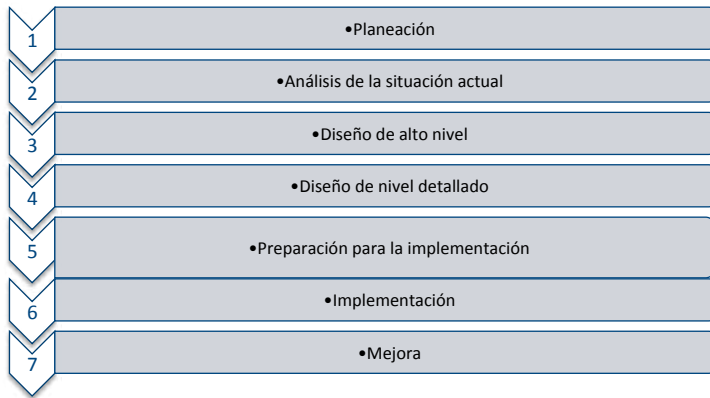 1
•Planeación
2
•Análisis de la situación actual
3
•Diseño de alto nivel
4
•Diseño de nivel detallado
5
•Preparación para la implementación
6
•Implementación
7
•Mejora